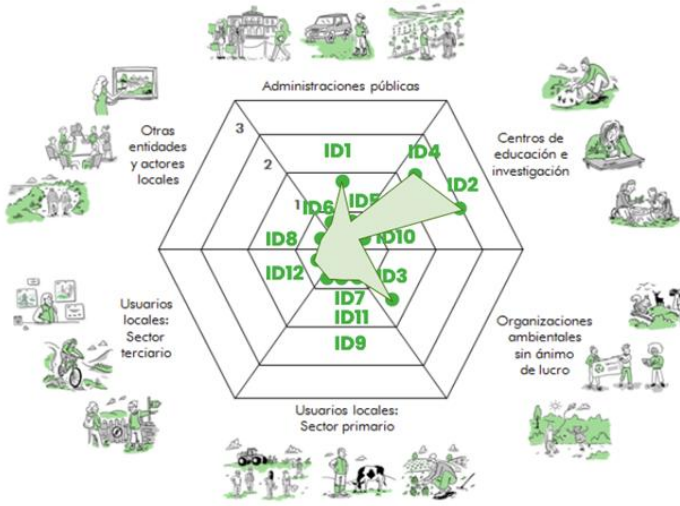 Administraciones públicas
3
Otras
entidades
y actores
locales
ID1
ID4
Centros de
educación e
investigación
2
ID2
1
ID6
ID5
ID8
ID10
ID12
ID3
Usuarios
locales:
Sector
terciario
ID7
ID11
ID9
Organizaciones
ambientales
sin ánimo
de lucro
Usuarios locales:
Sector primario